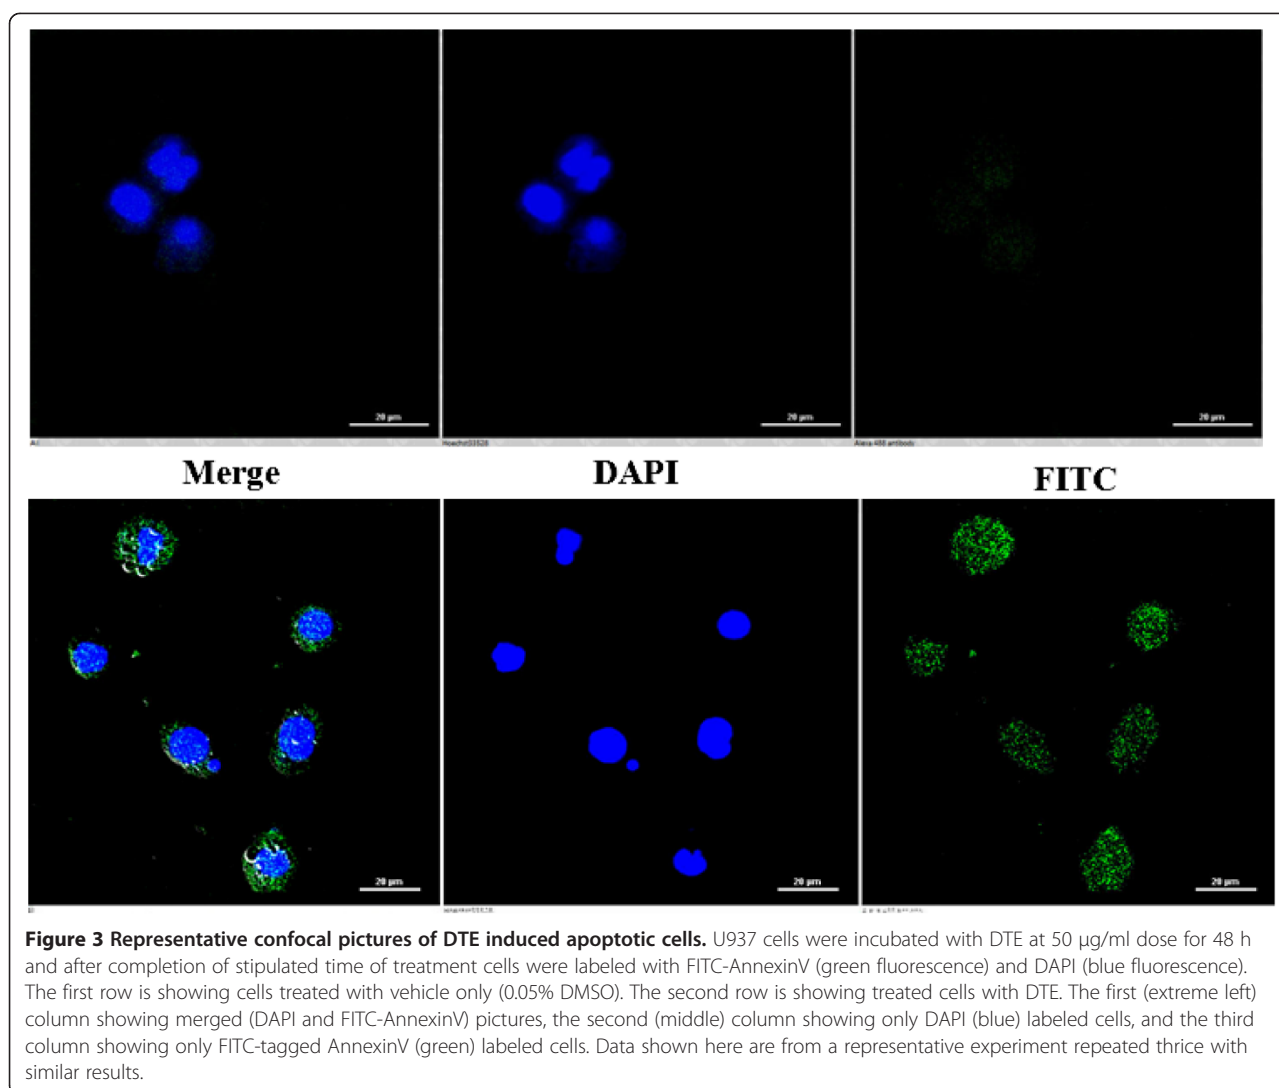 20 µm 20 µm 20 µm
All Hoechst33528 Alexa 488 antibody
Merge DAPI FITC
20 µm 20 µm 20 µm
Figure 3 Representative confocal pictures of DTE induced apoptotic cells. U937 cells were incubated with DTE at 50 μg/ml dose for 48 h
and after completion of stipulated time of treatment cells were labeled with FITC-AnnexinV (green fluorescence) and DAPI (blue fluorescence).
The first row is showing cells treated with vehicle only (0.05% DMSO). The second row is showing treated cells with DTE. The first (extreme left)
column showing merged (DAPI and FITC-AnnexinV) pictures, the second (middle) column showing only DAPI (blue) labeled cells, and the third
column showing only FITC-tagged AnnexinV (green) labeled cells. Data shown here are from a representative experiment repeated thrice with
similar results.